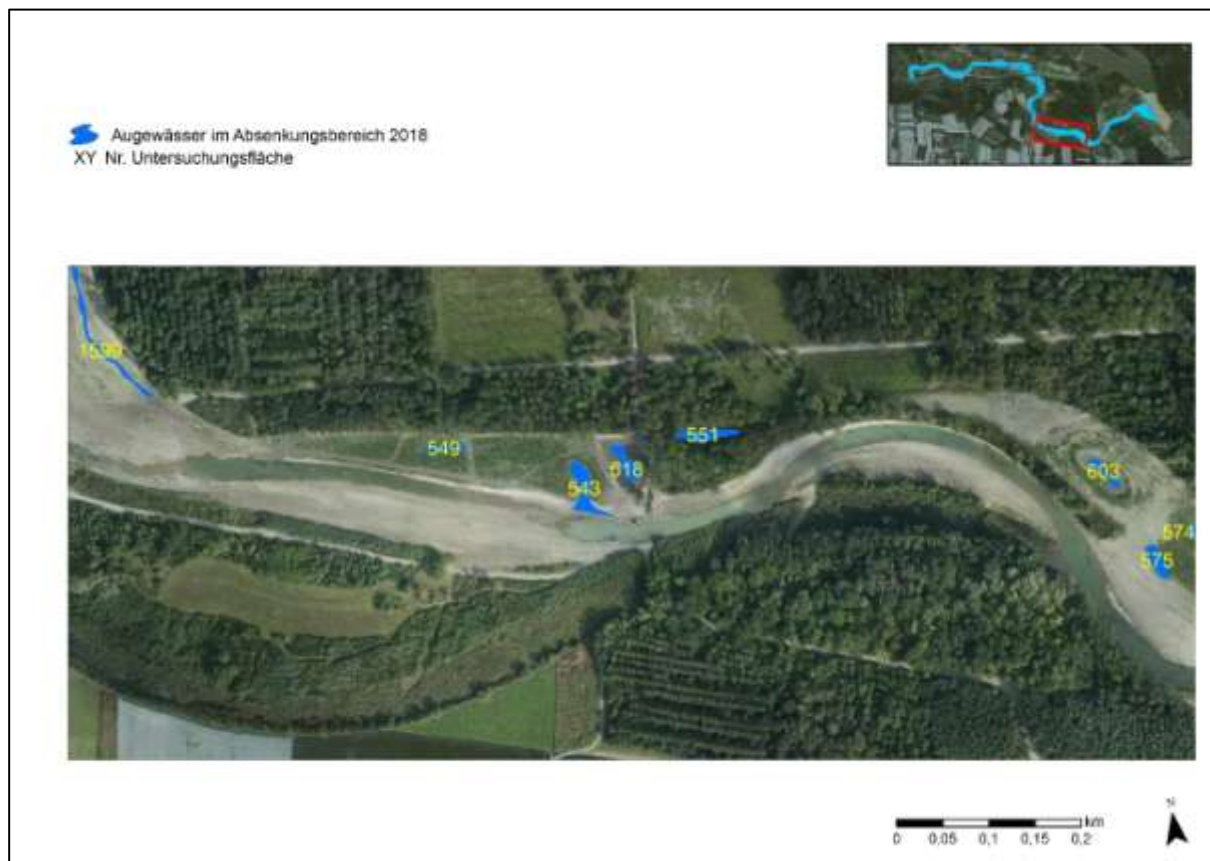 Augewässer im Absenkungsbereich 2018
XY Nr. Untersuchungsfläche
549
551
543
603
574
575
km
0 0,05 0,1 0,15 0,2
N